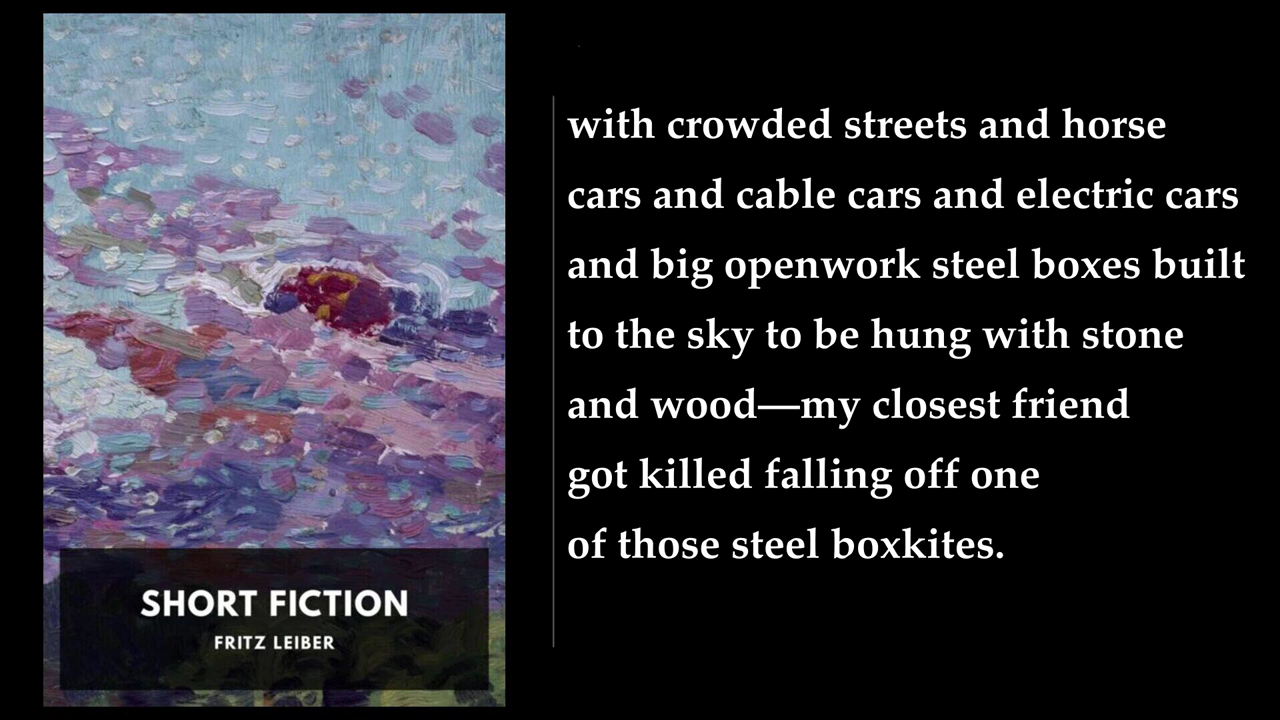 SHORT FICTION
FRITZ LEIBER
with crowded streets and horse
cars and cable cars and electric cars
and big openwork steel boxes built
to the sky to be hung with stone
and wood—my closest friend
got killed falling off one
of those steel boxkites.